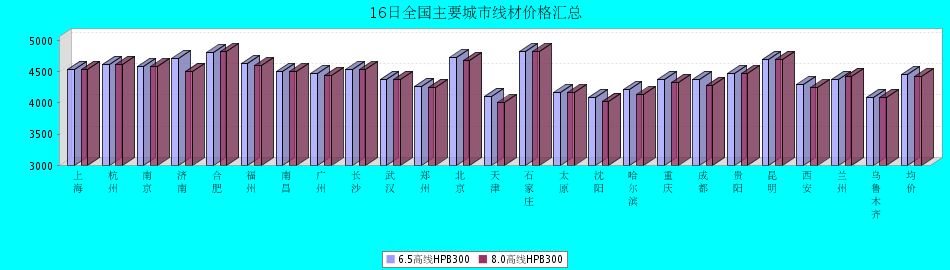 16日全国主要城市线材价格汇总
5000
4500
4000
3500
3000
上海
杭州
南京
济南
合肥
福州
南昌
广州
长沙
武汉
郑州
北京
天津
石家庄
太原
沈阳
哈尔滨
重庆
成都
贵阳
昆明
西安
兰州
乌鲁木齐
均价
6.5高线HPB300
8.0高线HPB300